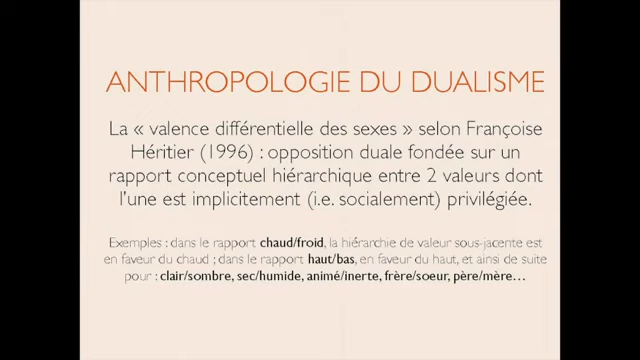 ANTHROPOLOGIE DU DUALISME
La « valence différentielle des sexes » selon Françoise
Héritier (1996) : opposition duale fondée sur un
rapport conceptuel hiérarchique entre 2 valeurs dont
l'une est implicitement (i.e. socialement) privilégiée.
Exemples : dans le rapport chaud/froid, la hiérarchie de valeur sous-jacente est
en faveur du chaud ; dans le rapport haut/bas, en faveur du haut, et ainsi de suite
pour : clair/sombre, sec/humide, animé/inerte, frère/soeur, père/mère…